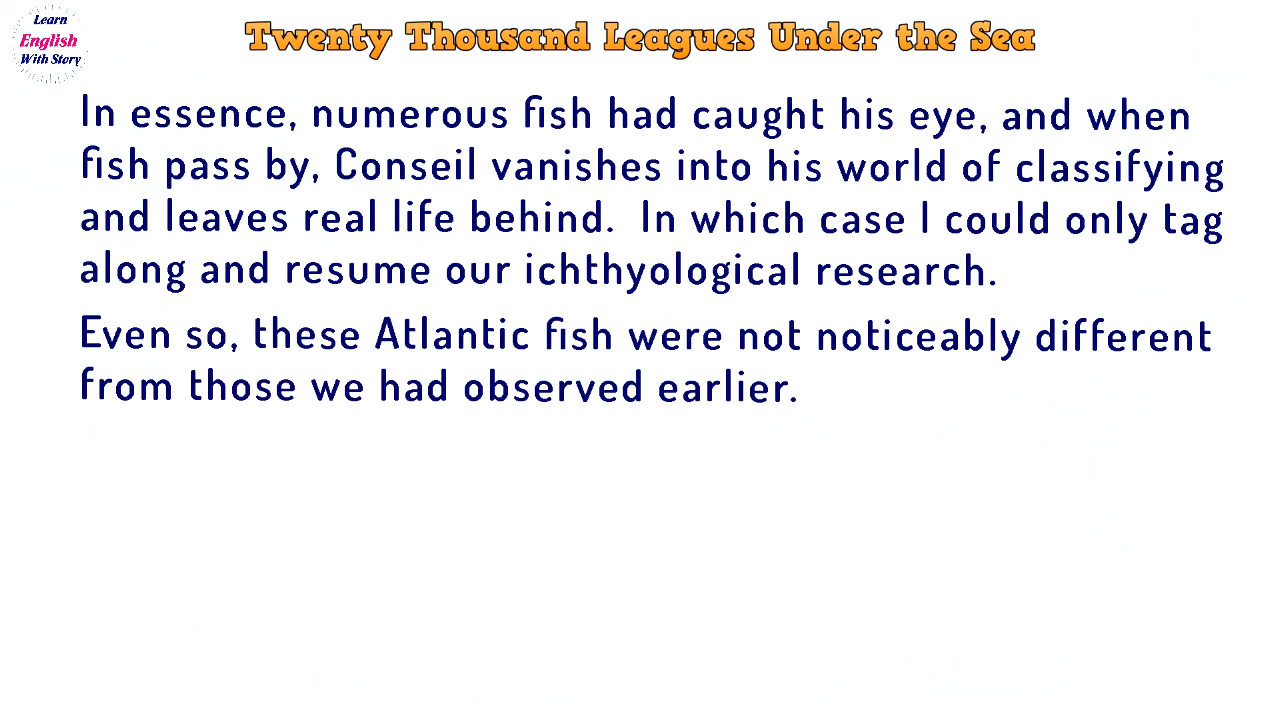 Learn
English
With Story
Twenty Thousand Leagues Under the Sea
In essence, numerous fish had caught his eye, and when
fish pass by, Conseil vanishes into his world of classifying
and leaves real life behind.  In which case I could only tag
along and resume our ichthyological research.
Even so, these Atlantic fish were not noticeably different
from those we had observed earlier.